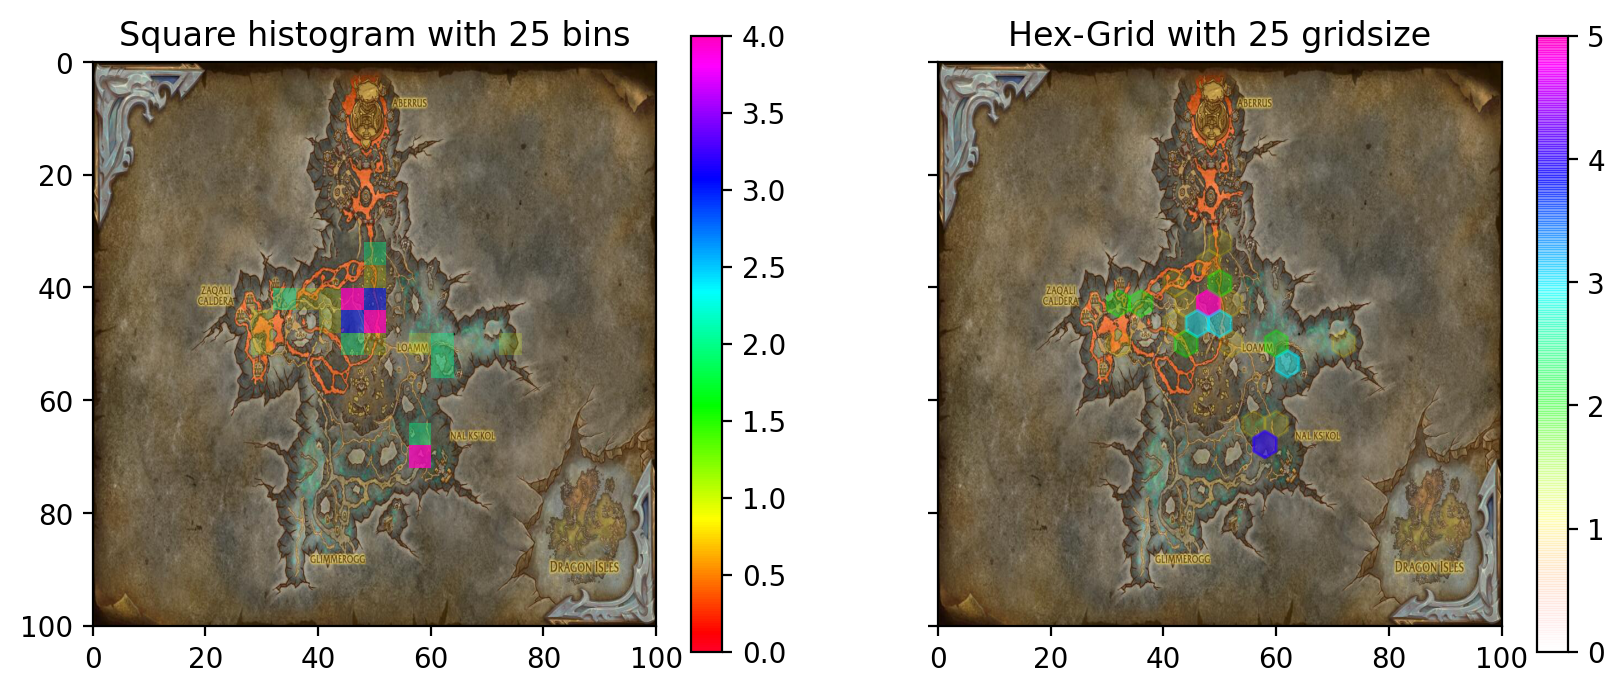 Square histogram with 25 bins
Hex-Grid with 25 gridsize
0
20
40
60
80
100
0
20
40
60
80
100
ABERRUS
ZAQALI
CALDERA
LOAMM
NAL KS'KOL
GLIMMEROGG
DRAGON ISLES
4.0
3.5
3.0
2.5
2.0
1.5
1.0
0.5
0.0
ABERRUS
ZAQALI
CALDERA
LOAMM
NAL KS'KOL
GLIMMEROGG
DRAGON ISLES
0
20
40
60
80
100
5
4
3
2
1
0